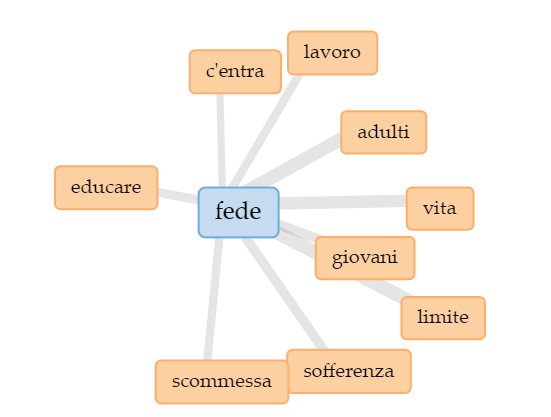 lavoro
c'entra
adulti
educare
vita
fede
giovani
limite
sofferenza
scommessa